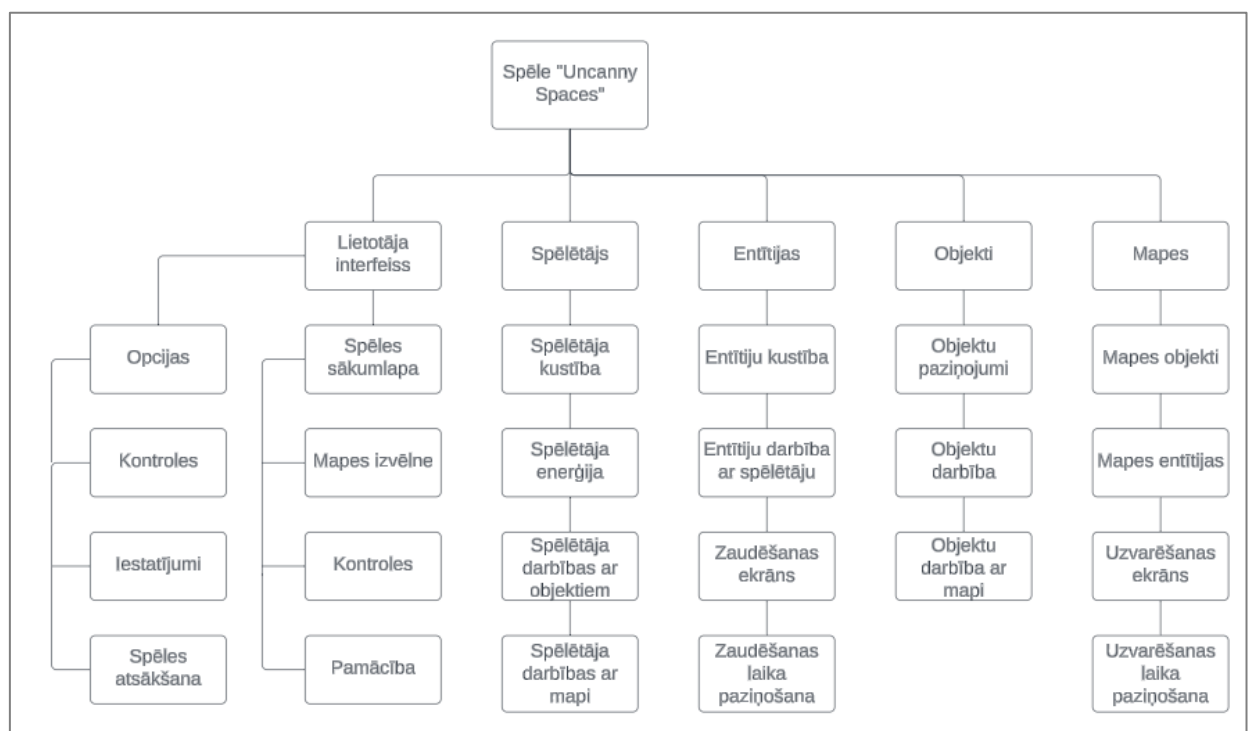 Spēle "Uncanny
Spaces"
Lietotāja
interfeiss
Spēlētājs
Entītijas
Objekti
Mapes
Opcijas
Spēles
sākumlapa
Spēlētāja
kustība
Entītiju kustība
Objektu
paziņojumi
Mapes objekti
Kontroles
Mapes izvēlne
Spēlētāja
enerģija
Entītiju darbība
ar spēlētāju
Objektu
darbība
Mapes entītijas
Iestatījumi
Kontroles
Spēlētāja
darbības ar
objektiem
Zaudēšanas
ekrāns
Objektu
darbība ar
mapi
Uzvarēšanas
ekrāns
Spēles
atsākšana
Pamācība
Spēlētāja
darbības ar
mapi
Zaudēšanas
ļaika
paziņošana
Uzvarēšanas
ļaika
paziņošana